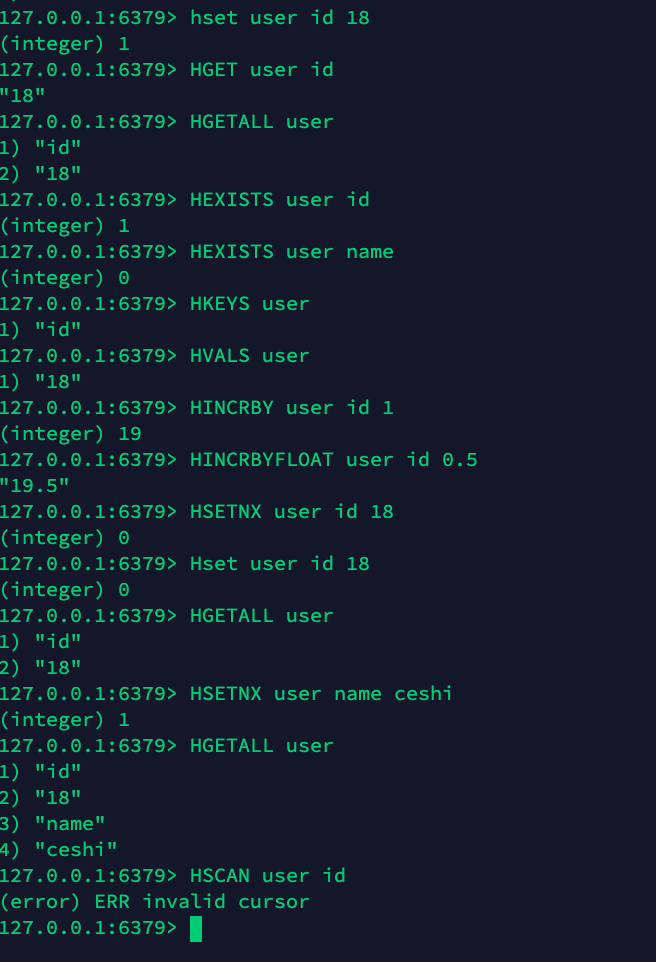 127.0.0.1:6379> hset user id 18
(integer) 1
127.0.0.1:6379> HGET user id
"18"
127.0.0.1:6379> HGETALL user
1) "id"
2) "18"
127.0.0.1:6379> HEXISTS user id
(integer) 1
127.0.0.1:6379> HEXISTS user name
(integer) 0
127.0.0.1:6379> HKEYS user
1) "id"
127.0.0.1:6379> HVALS user
1) "18"
127.0.0.1:6379> HINCRBY user id 1
(integer) 19
127.0.0.1:6379> HINCRBYFLOAT user id 0.5
"19.5"
127.0.0.1:6379> HSETNX user id 18
(integer) 0
127.0.0.1:6379> Hset user id 18
(integer) 0
127.0.0.1:6379> HGETALL user
1) "id"
2) "18"
127.0.0.1:6379> HSETNX user name ceshi
(integer) 1
127.0.0.1:6379> HGETALL user
1) "id"
2) "18"
3) "name"
4) "ceshi"
127.0.0.1:6379> HSCAN user id
(error) ERR invalid cursor
127.0.0.1:6379>